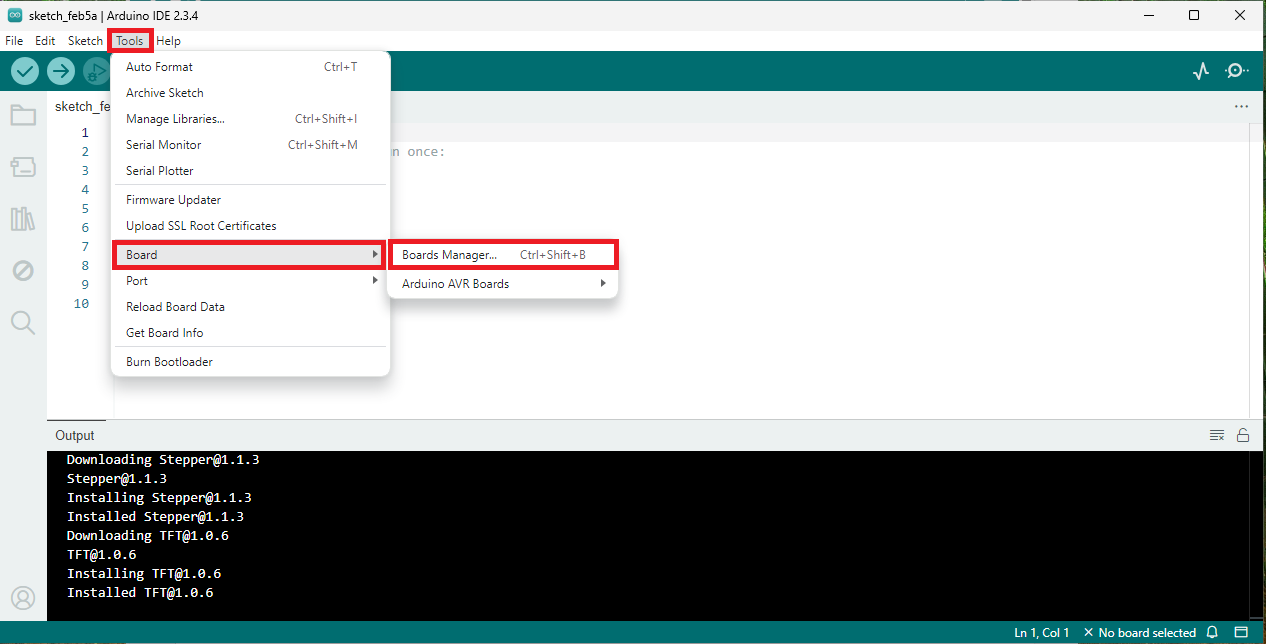 sketch_feb5a | Arduino IDE 2.3.4
File Edit Sketch Tools Help
sketch_fe
Auto Format Ctrl+T
Archive Sketch
Manage Libraries... Ctrl+Shift+I
Serial Monitor Ctrl+Shift+M
Serial Plotter
Firmware Updater
Upload SSL Root Certificates
Board
Port
Reload Board Data
Get Board Info
Burn Bootloader
Boards Manager... Ctrl+Shift+B
Arduino AVR Boards
1
2
3
4
5
6
7
8
9
10
n once:
Output
Downloading Stepper@1.1.3
Stepper@1.1.3
Installing Stepper@1.1.3
Installed Stepper@1.1.3
Downloading TFT@1.0.6
TFT@1.0.6
Installing TFT@1.0.6
Installed TFT@1.0.6
Ln 1, Col 1 × No board selected